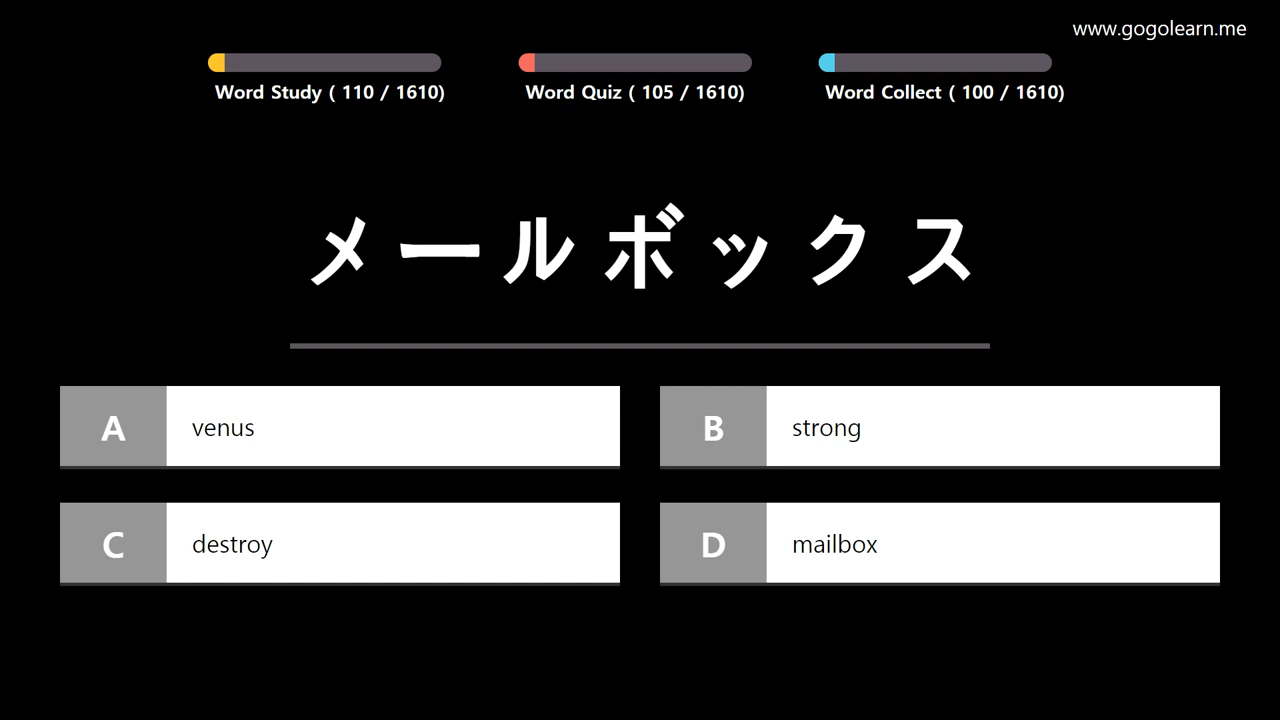 www.gogolearn.me
Word Study ( 110 / 1610)
Word Quiz ( 105 / 1610)
Word Collect ( 100 / 1610)
メールボックス
A venus
B strong
C destroy
D mailbox